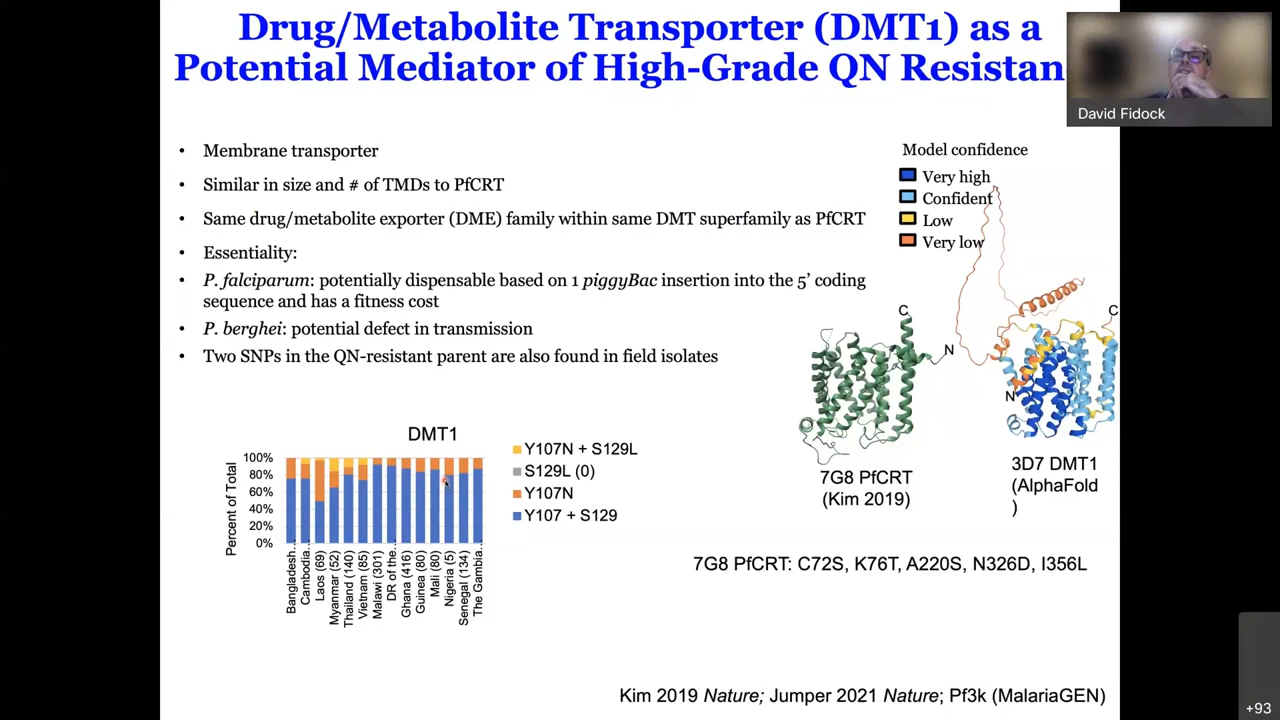 Drug/Metabolite Transporter (DMT1) as a
Potential Mediator of High-Grade QN Resistan
David Fidock
• Membrane transporter
• Similar in size and # of TMDs to PfCRT
• Same drug/metabolite exporter (DME) family within same DMT superfamily as PfCRT
• Essentiality:
• P. falciparum: potentially dispensable based on 1 piggyBac insertion into the 5’ coding
sequence and has a fitness cost
• P. berghei: potential defect in transmission
• Two SNPs in the QN-resistant parent are also found in field isolates
Model confidence
Very high
Confident
Low
Very low
C
N
C
N
7G8 PfCRT
(Kim 2019)
3D7 DMT1
(AlphaFold
)
DMT1
Percent of Total
100%
80%
60%
40%
20%
0%
Bangladesh...
Cambodia...
Laos (69)
Myanmar (52)
Thailand (140)
Vietnam (85)
Malawi (301)
DR of the...
Ghana (416)
Guinea (80)
Mali (80)
Nigeria (5)
Senegal (134)
The Gambia...
Y107N + S129L
S129L (0)
Y107N
Y107 + S129
7G8 PfCRT: C72S, K76T, A220S, N326D, I356L
Kim 2019 Nature; Jumper 2021 Nature; Pf3k (MalariaGEN)
+93